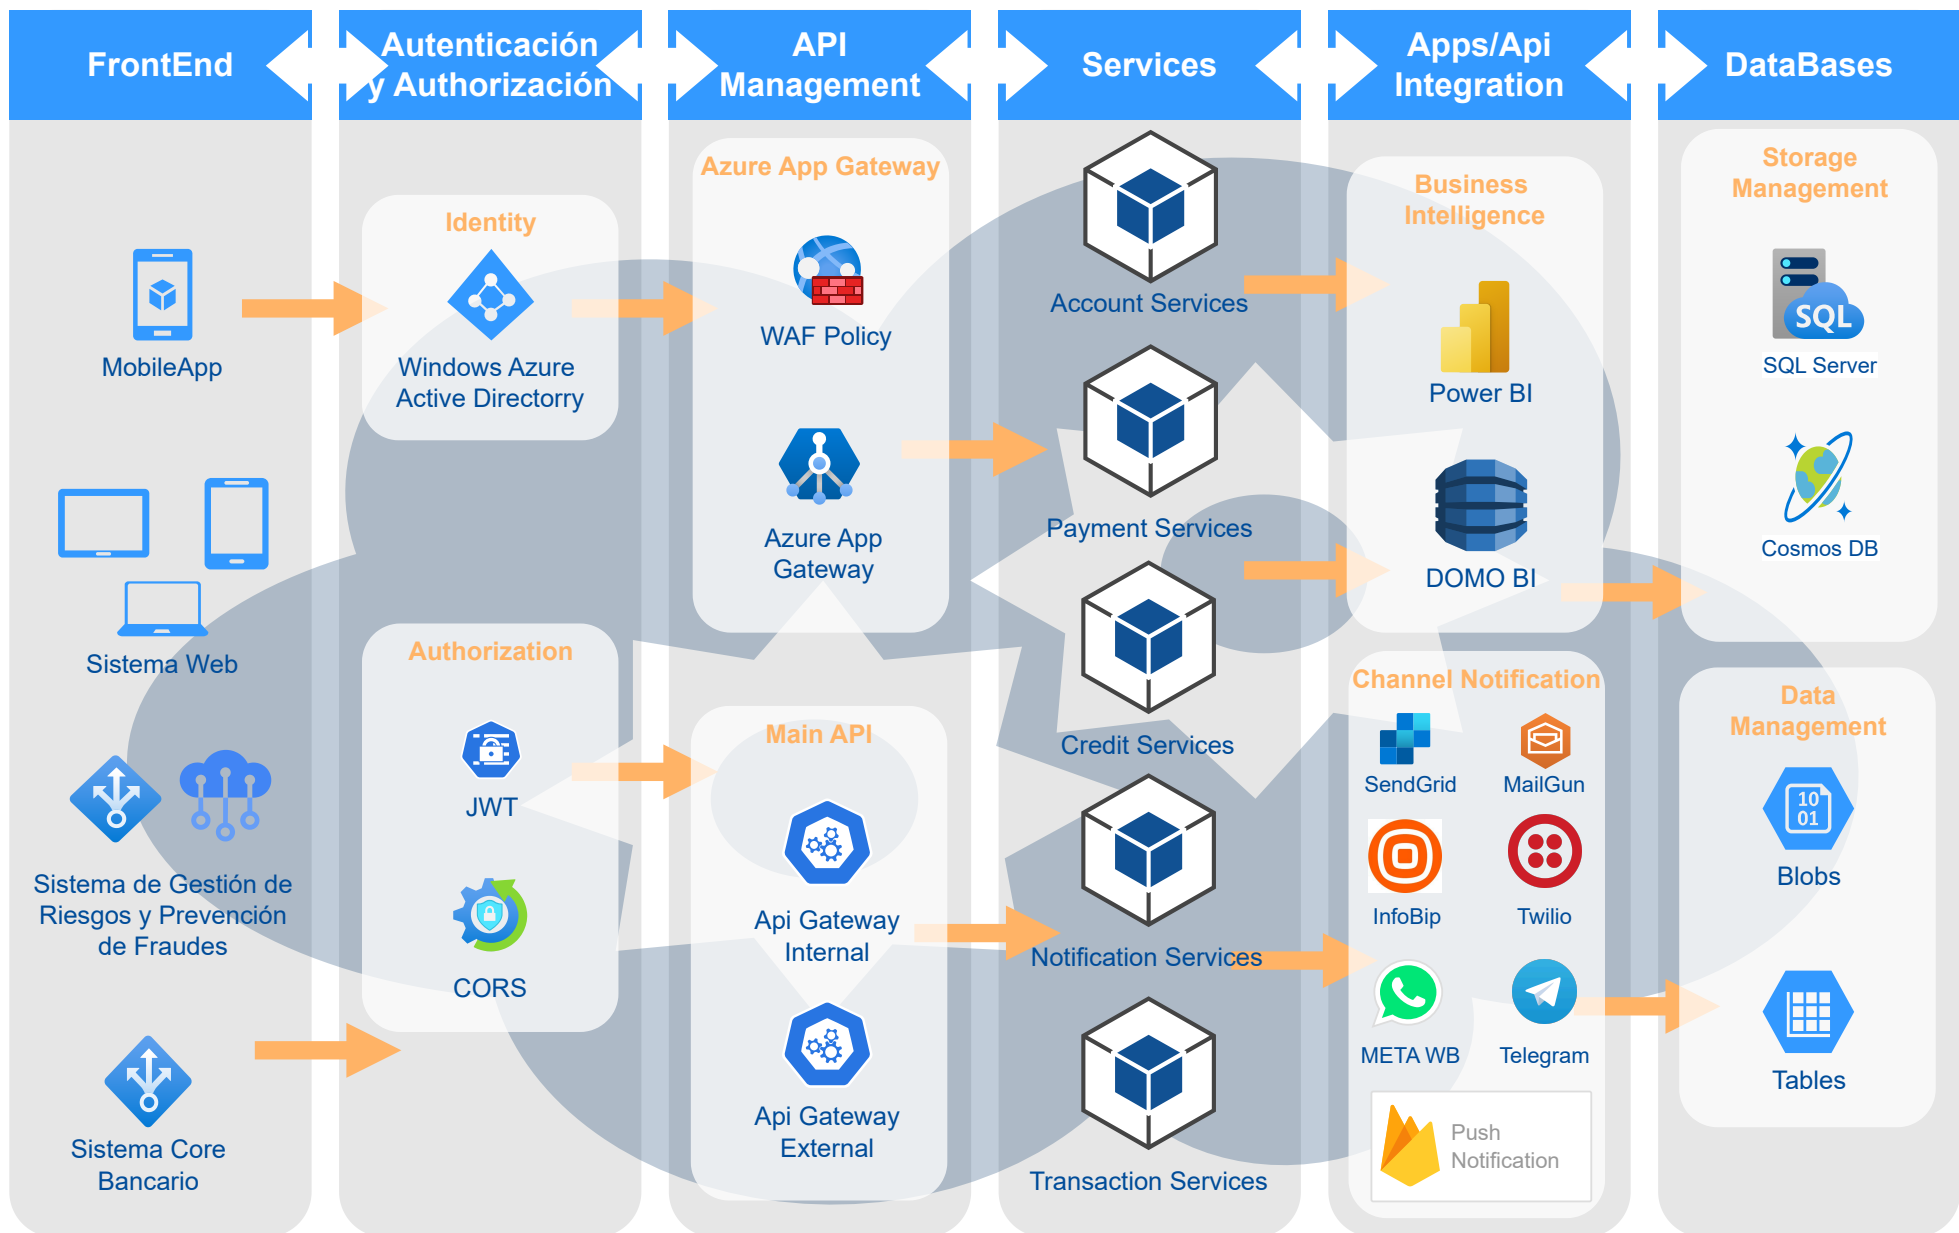 FrontEnd
Autenticación
y Authorización
API
Management
Services
Apps/Api
Integration
DataBases
MobileApp
Sistema Web
Sistema de Gestión de
Riesgos y Prevención
de Fraudes
Sistema Core
Bancario
Identity
Windows Azure
Active Directorry
Authorization
JWT
CORS
Azure App Gateway
WAF Policy
Azure App
Gateway
Main API
Api Gateway
Internal
Api Gateway
External
Account Services
Payment Services
Credit Services
Notification Services
Transaction Services
Business
Intelligence
Power BI
DOMO BI
Channel Notification
SendGrid
MailGun
InfoBip
Twilio
META WB
Telegram
Push
Notification
Storage
Management
SQL
SQL Server
Cosmos DB
Data
Management
10
01
Blobs
Tables